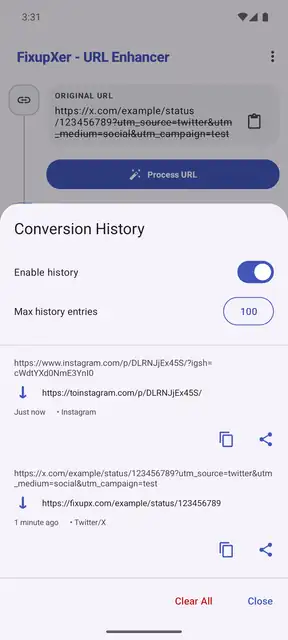 3:31
FixupXer - URL Enhancer
ORIGINAL URL
https://x.com/example/status
/123456789?utm_source=twitter&utm
_medium=social&utm_campaign=test
Process URL
Conversion History
Enable history
Max history entries
100
https://www.instagram.com/p/DLRNJjEx45S/?igsh=
cWdtYXd0NmE3YnI0
https://toinstagram.com/p/DLRNJjEx45S/
Just now • Instagram
https://x.com/example/status/123456789?utm_source=twitter&utm
_medium=social&utm_campaign=test
https://fixupx.com/example/status/123456789
1 minute ago • Twitter/X
Clear All
Close